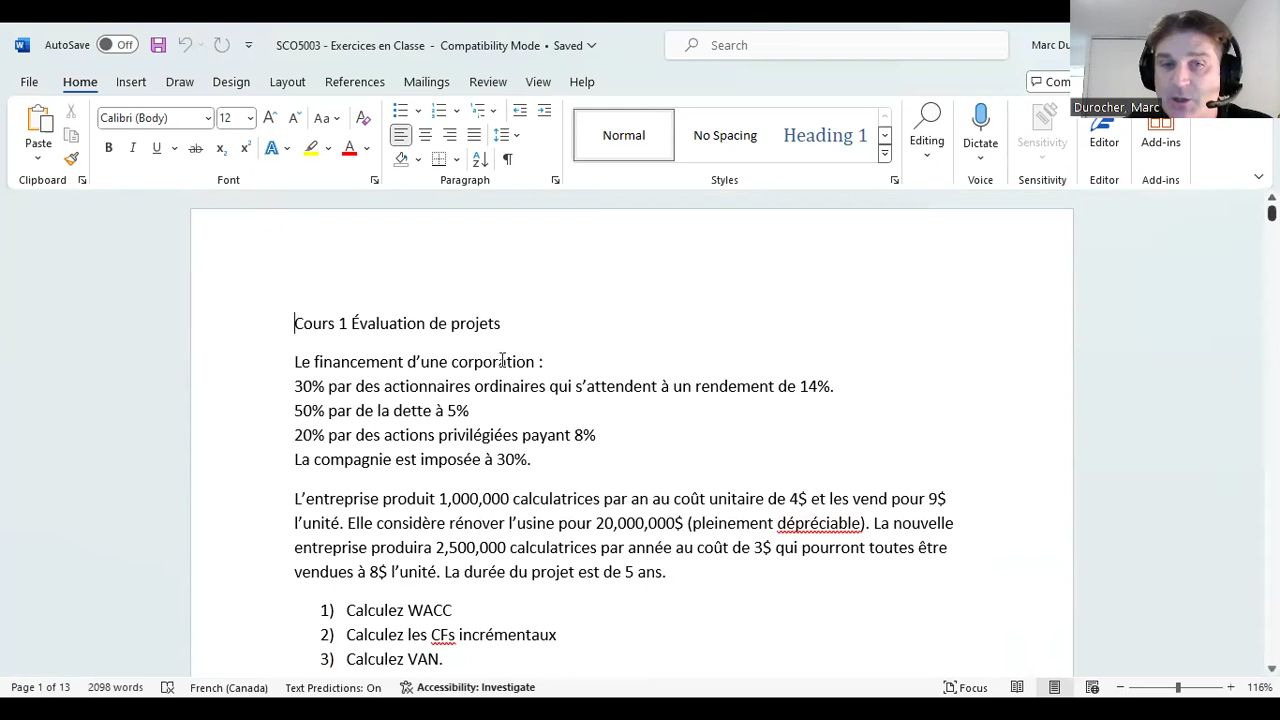 AutoSave Off SCO5003 - Exercices en Classe - Compatibility Mode • Saved Search Marc Du
File Home Insert Draw Design Layout References Mailings Review View Help Com
Durocher, Marc
Calibri (Body) 12 Aa
Normal No Spacing Heading 1
Paste Editing Dictate Sensitivity Editor Add-ins
Clipboard Font Paragraph Styles Voice Sensitivity Editor Add-ins
Cours 1 Évaluation de projets
Le financement d’une corporation :
30% par des actionnaires ordinaires qui s’attendent à un rendement de 14%.
50% par de la dette à 5%
20% par des actions privilégiées payant 8%
La compagnie est imposée à 30%.
L’entreprise produit 1,000,000 calculatrices par an au coût unitaire de 4$ et les vend pour 9$
l’unité. Elle considère rénover l’usine pour 20,000,000$ (pleinement dépréciable). La nouvelle
entreprise produira 2,500,000 calculatrices par année au coût de 3$ qui pourront toutes être
vendues à 8$ l’unité. La durée du projet est de 5 ans.
1) Calculez WACC
2) Calculez les CFs incrémentaux
3) Calculez VAN.
Page 1 of 13 2098 words French (Canada) Text Predictions: On Accessibility: Investigate Focus 116%